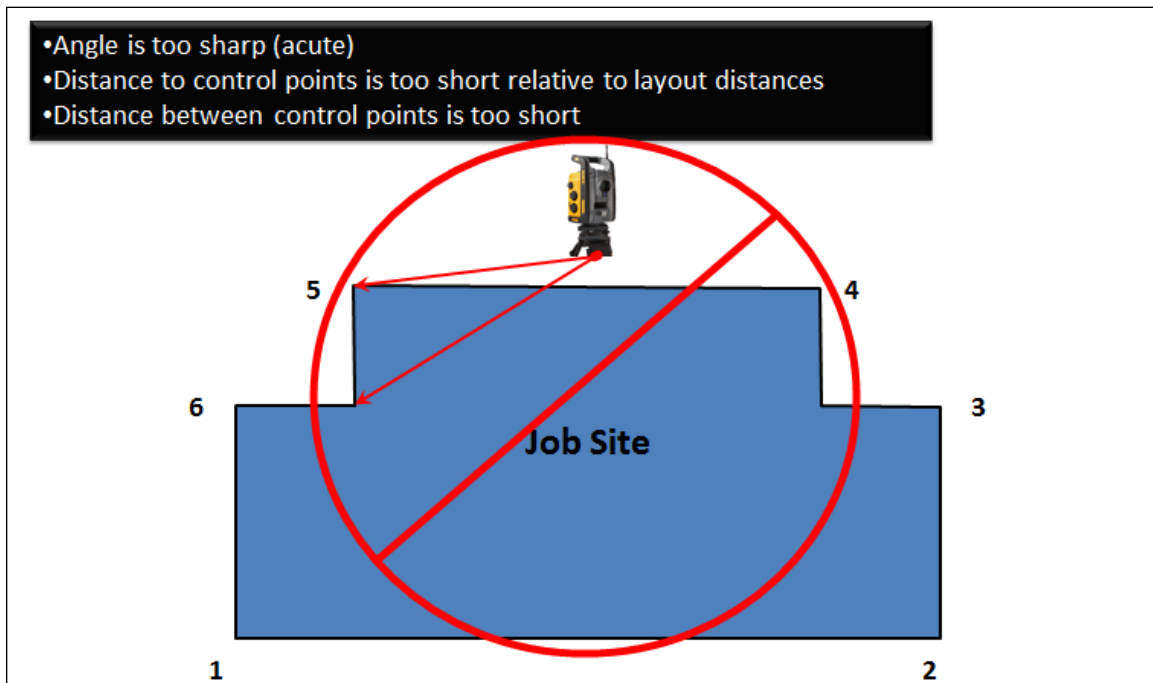 •Angle is too sharp (acute)
•Distance to control points is too short relative to layout distances
•Distance between control points is too short
5
4
6
3
Job Site
1
2